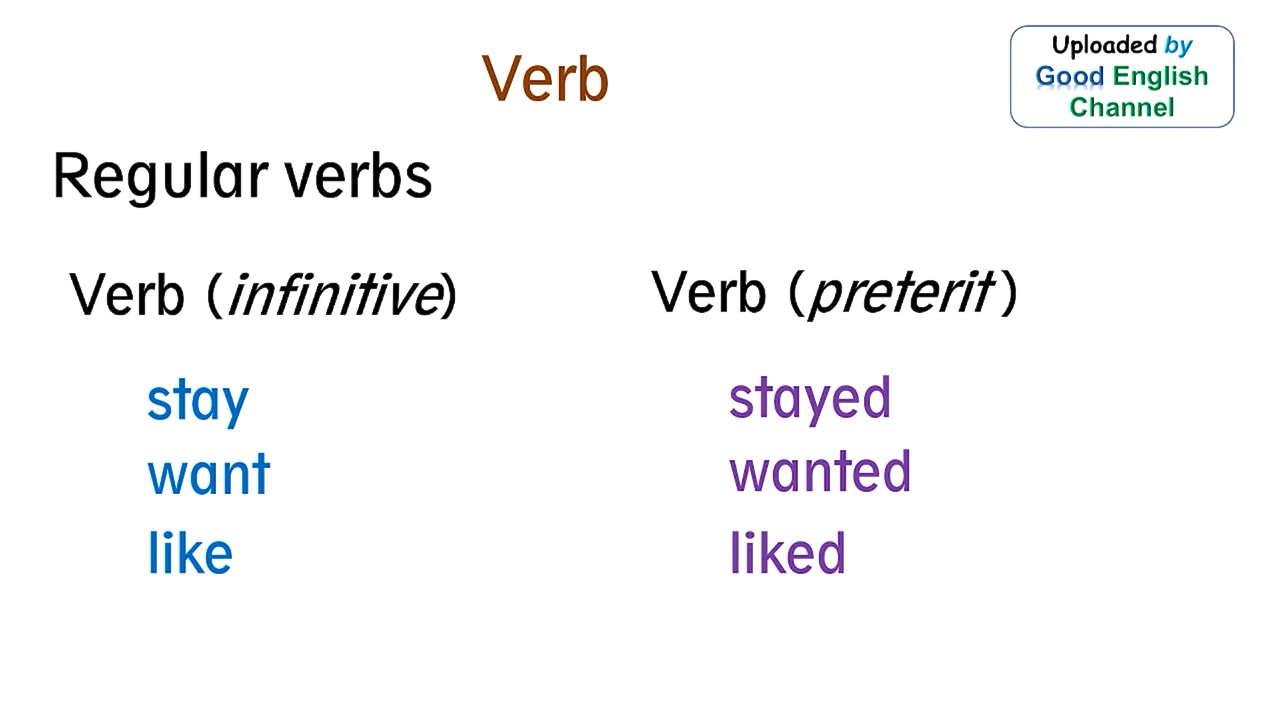 Verb
Uploaded by
Good English
Channel
Regular verbs
Verb (infinitive)
Verb (preterit )
stay
stayed
want
wanted
like
liked